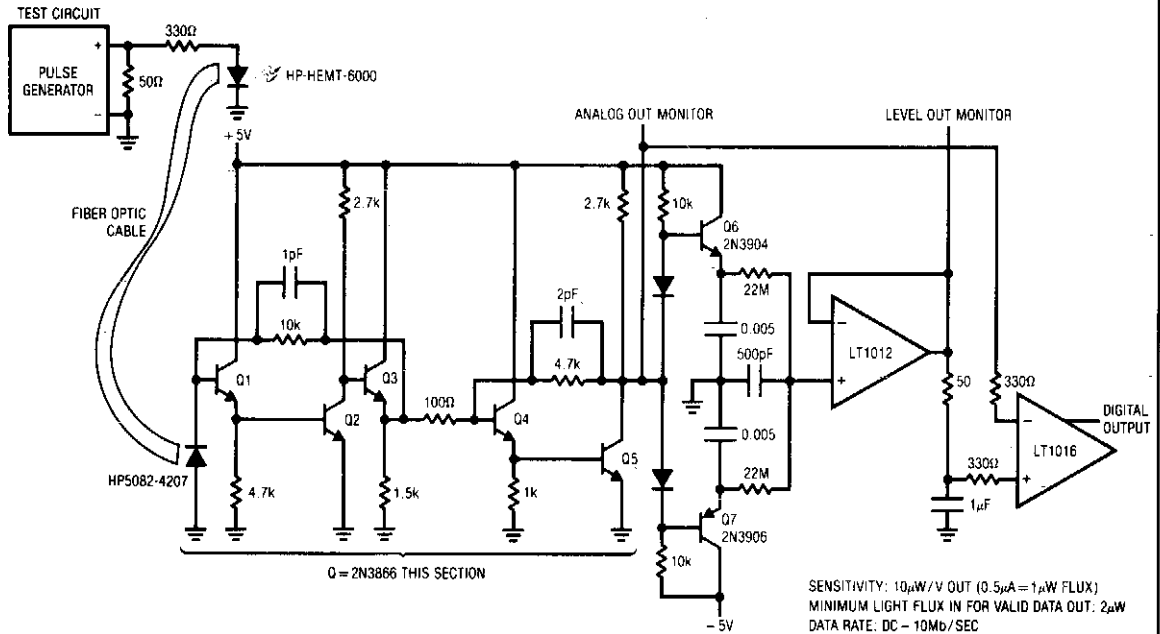 TEST CIRCUIT
PULSE
GENERATOR
+
−
50Ω
330Ω
HP-HEMT-6000
FIBER OPTIC
CABLE
+5V
2.7k
1pF
10k
Q1
Q2
Q3
HP5082-4207
4.7k
1.5k
100Ω
2pF
4.7k
Q4
Q5
1k
Q = 2N3866 THIS SECTION
ANALOG OUT MONITOR
LEVEL OUT MONITOR
2.7k
10k
Q6
2N3904
22M
0.005
500pF
0.005
22M
Q7
2N3906
10k
−5V
−
LT1012
+
50
330Ω
330Ω
1µF
−
LT1016
+
DIGITAL
OUTPUT
SENSITIVITY: 10µW/V OUT (0.5µA = 1µW FLUX)
MINIMUM LIGHT FLUX IN FOR VALID DATA OUT: 2µW
DATA RATE: DC – 10Mb/SEC